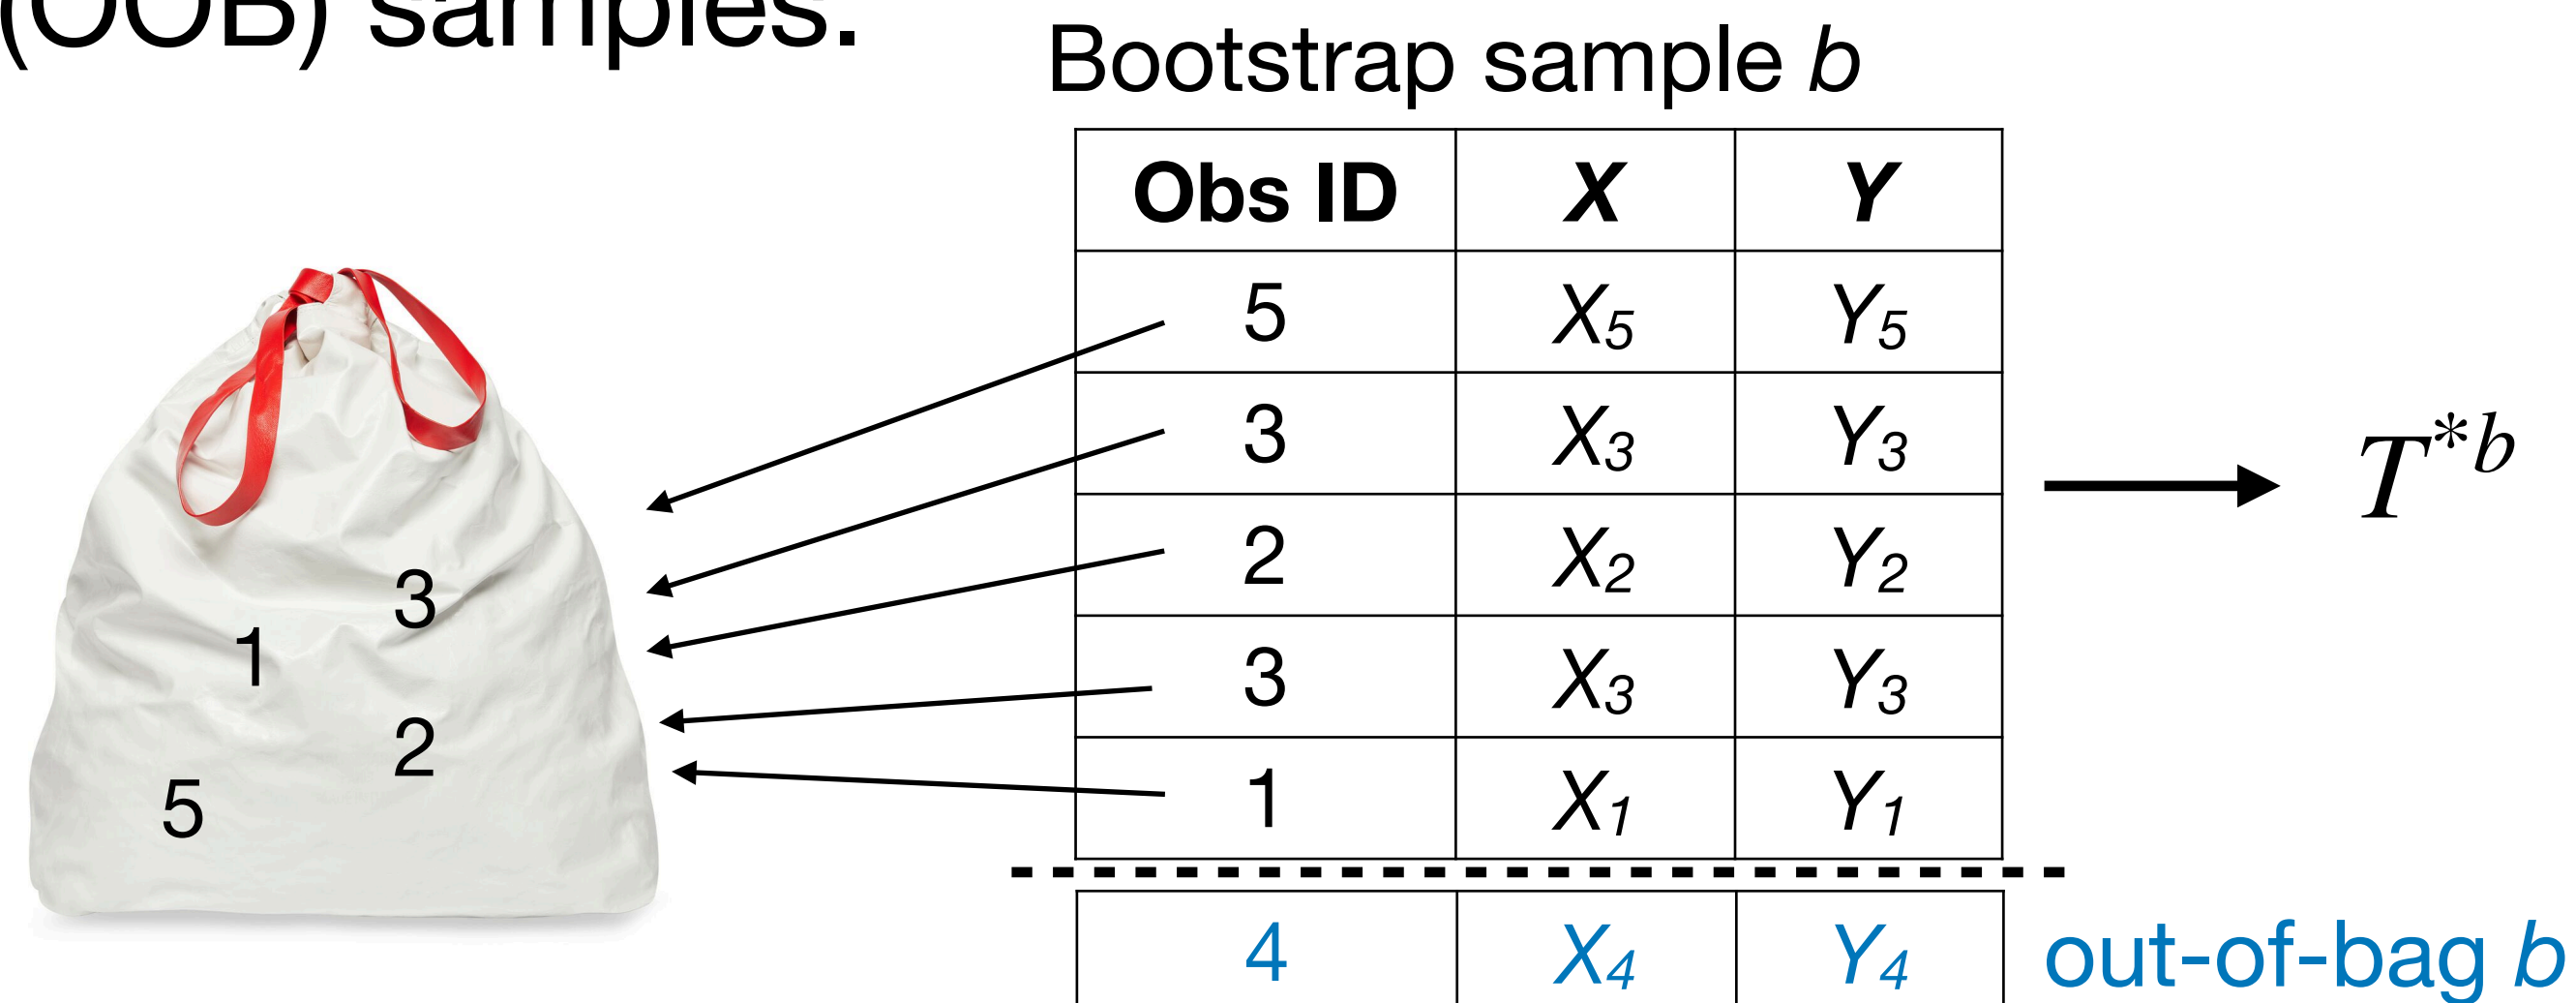 (OOB) samples.
Bootstrap sample b
Obs ID X Y
5 X₅ Y₅
3 X₃ Y₃
2 X₂ Y₂
3 X₃ Y₃
1 X₁ Y₁
4 X₄ Y₄ out-of-bag b
T*ᵇ
3
1
2
5